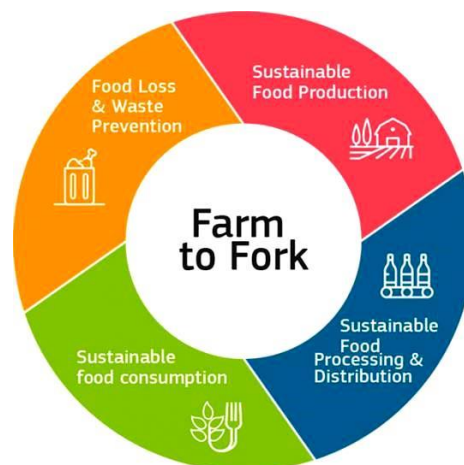 Food Loss
& Waste
Prevention
Sustainable
Food Production
Farm
to Fork
Sustainable
Food
Processing &
Distribution
Sustainable
food consumption